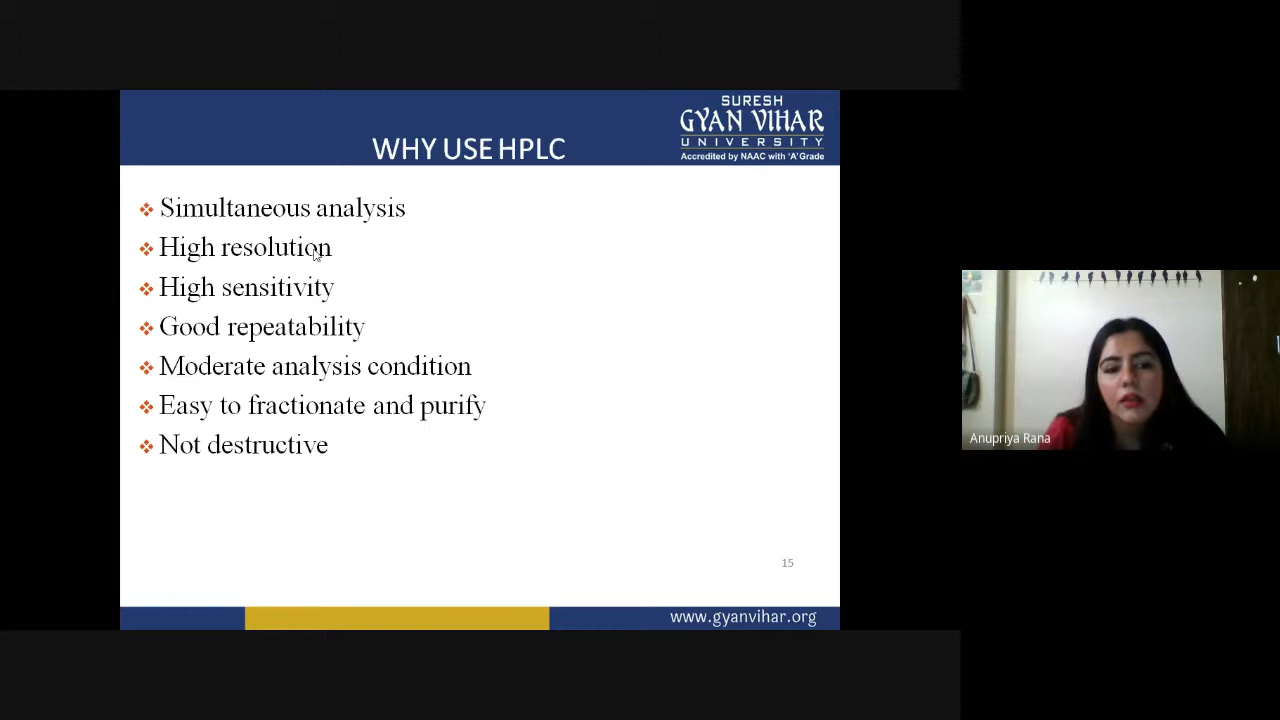 SURESH
GYAN VIHAR
UNIVERSITY
Accredited by NAAC with 'A' Grade
WHY USE HPLC
Simultaneous analysis
High resolution
High sensitivity
Good repeatability
Moderate analysis condition
Easy to fractionate and purify
Not destructive
15
www.gyanvihar.org
Anupriya Rana